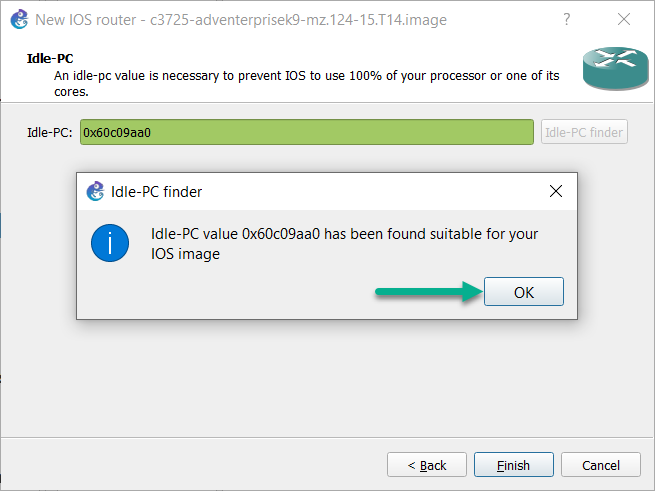 New IOS router - c3725-adventerprisek9-mz.124-15.T14.image
Idle-PC
An idle-pc value is necessary to prevent IOS to use 100% of your processor or one of its
cores.
Idle-PC: 0x60c09aa0 Idle-PC finder
Idle-PC finder
Idle-PC value 0x60c09aa0 has been found suitable for your
IOS image
OK
< Back Finish Cancel